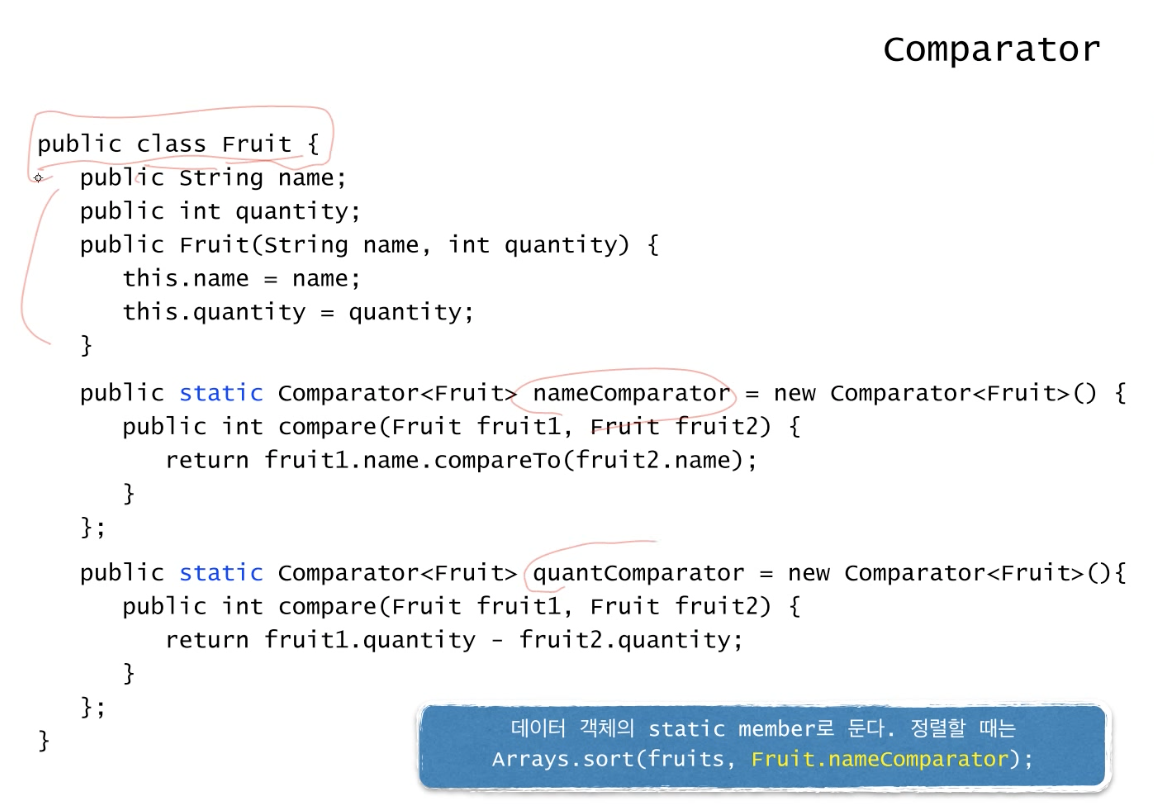 Comparator
public class Fruit {
public String name;
public int quantity;
public Fruit(String name, int quantity) {
this.name = name;
this.quantity = quantity;
}
public static Comparator<Fruit> nameComparator = new Comparator<Fruit>() {
public int compare(Fruit fruit1, Fruit fruit2) {
return fruit1.name.compareTo(fruit2.name);
}
};
public static Comparator<Fruit> quantComparator = new Comparator<Fruit>(){
public int compare(Fruit fruit1, Fruit fruit2) {
return fruit1.quantity - fruit2.quantity;
}
};
}
데이터 객체의 static member로 둔다. 정렬할 때는
Arrays.sort(fruits, Fruit.nameComparator);